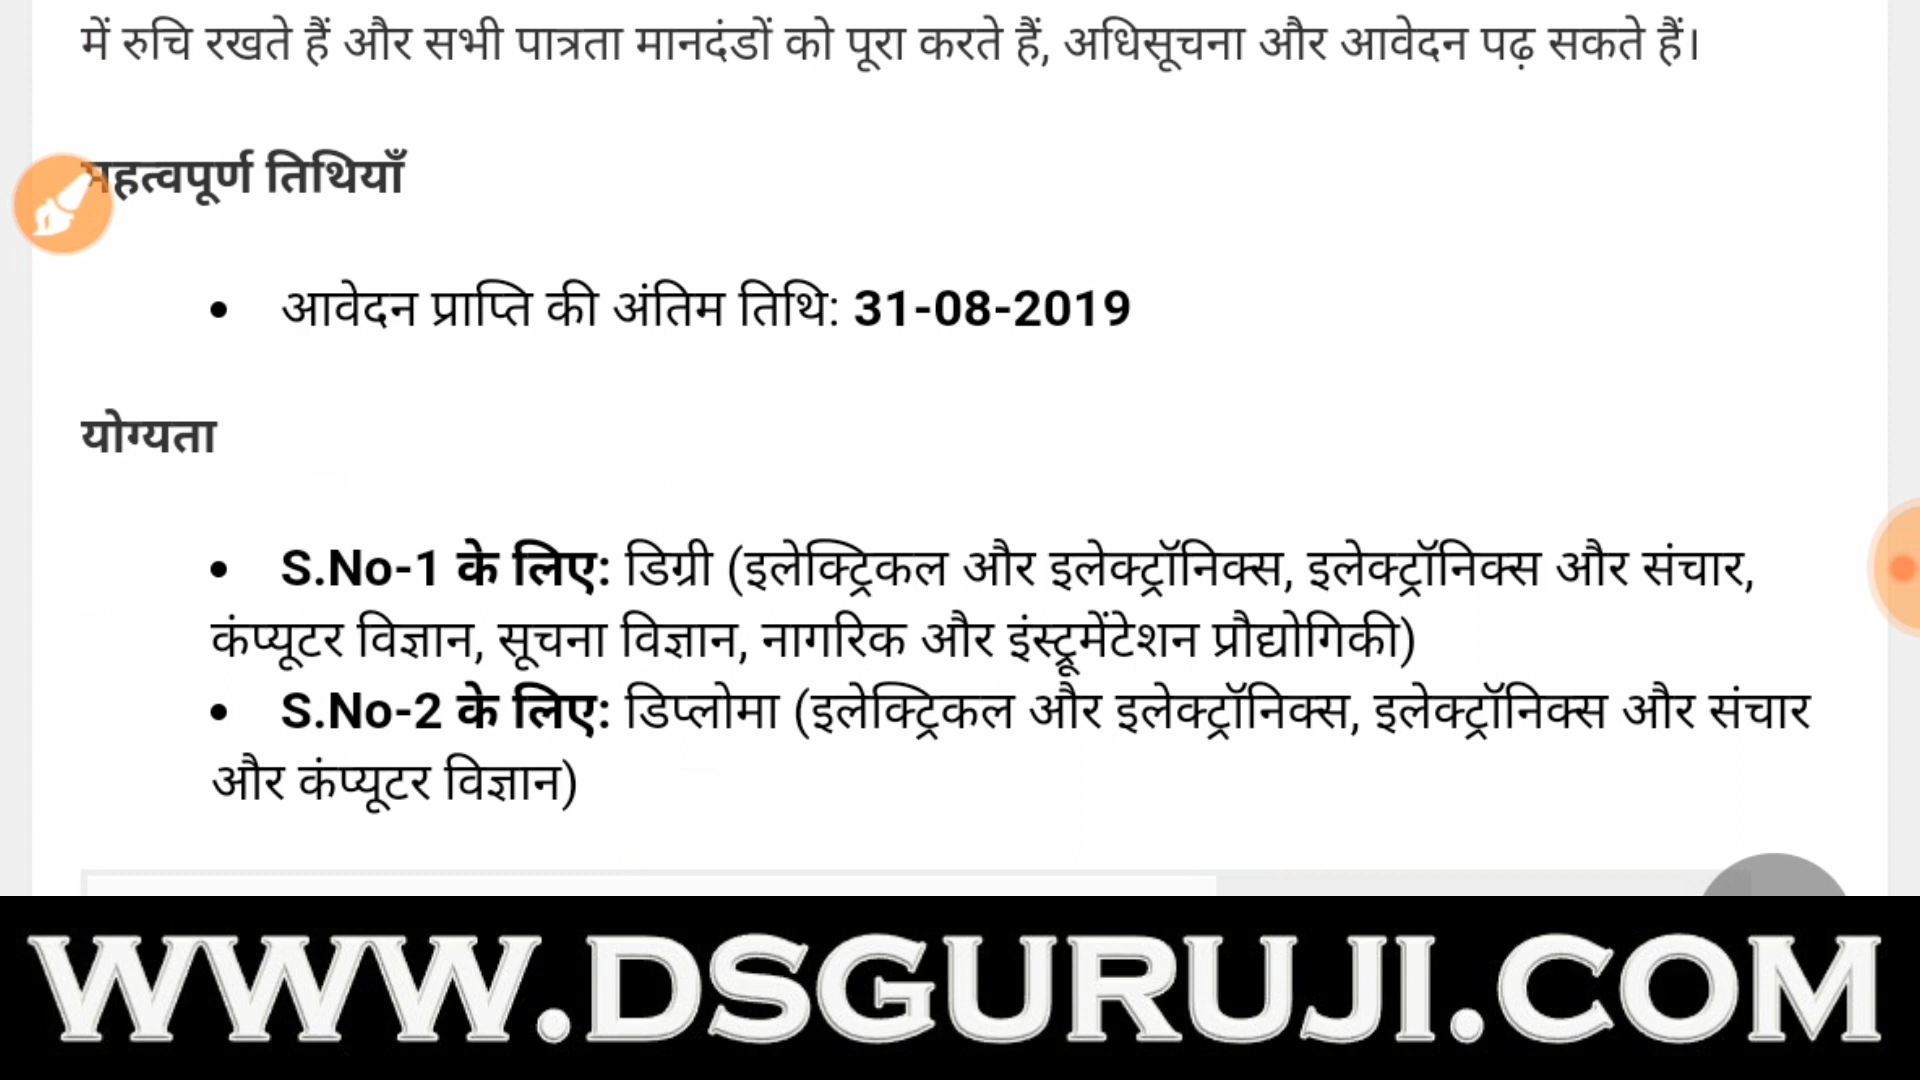 में रुचि रखते हैं और सभी पात्रता मानदंडों को पूरा करते हैं, अधिसूचना और आवेदन पढ़ सकते हैं।
महत्वपूर्ण तिथियाँ
• आवेदन प्राप्ति की अंतिम तिथि: 31-08-2019
योग्यता
• S.No-1 के लिए: डिग्री (इलेक्ट्रिकल और इलेक्ट्रॉनिक्स, इलेक्ट्रॉनिक्स और संचार,
कंप्यूटर विज्ञान, सूचना विज्ञान, नागरिक और इंस्ट्रूमेंटेशन प्रौद्योगिकी)
• S.No-2 के लिए: डिप्लोमा (इलेक्ट्रिकल और इलेक्ट्रॉनिक्स, इलेक्ट्रॉनिक्स और संचार
और कंप्यूटर विज्ञान)
WWW.DSGURUJI.COM